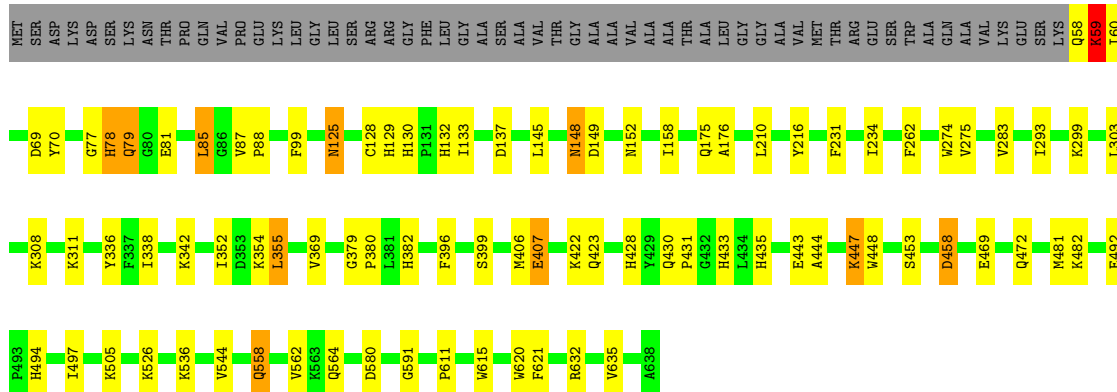 MET SER ASP LYS ASP SER LYS ASN THR PRO GLN VAL PRO GLU LYS LEU GLY LEU SER ARG ARG GLY PHE LEU GLY ALA SER ALA VAL THR GLY ALA ALA VAL ALA ALA THR ALA LEU GLY GLY ALA VAL MET THR ARG GLU SER TRP ALA GLN ALA VAL LYS GLU SER LYS Q58 K59 I60
D69 Y70 G77 H78 Q79 G80 E81 L85 G86 V87 P88 F99 N125 C128 H129 H130 P131 H132 I133 D137 L145 N148 D149 N152 I158 Q175 A176 L210 Y216 F231 I234 F262 W274 V275 V283 I293 K299 L303
K308 K311 Y336 F337 I338 K342 I352 D353 K354 L355 V369 G379 P380 L381 H382 F396 S399 M406 E407 K422 Q423 H428 Y429 Q430 P431 G432 H433 L434 H435 E443 A444 K447 W448 S453 D458 E469 Q472 M481 K482 E492
P493 H494 I497 K505 K526 K536 V544 Q558 V562 K563 Q564 D580 G591 P611 W615 W620 F621 R632 V635 A638